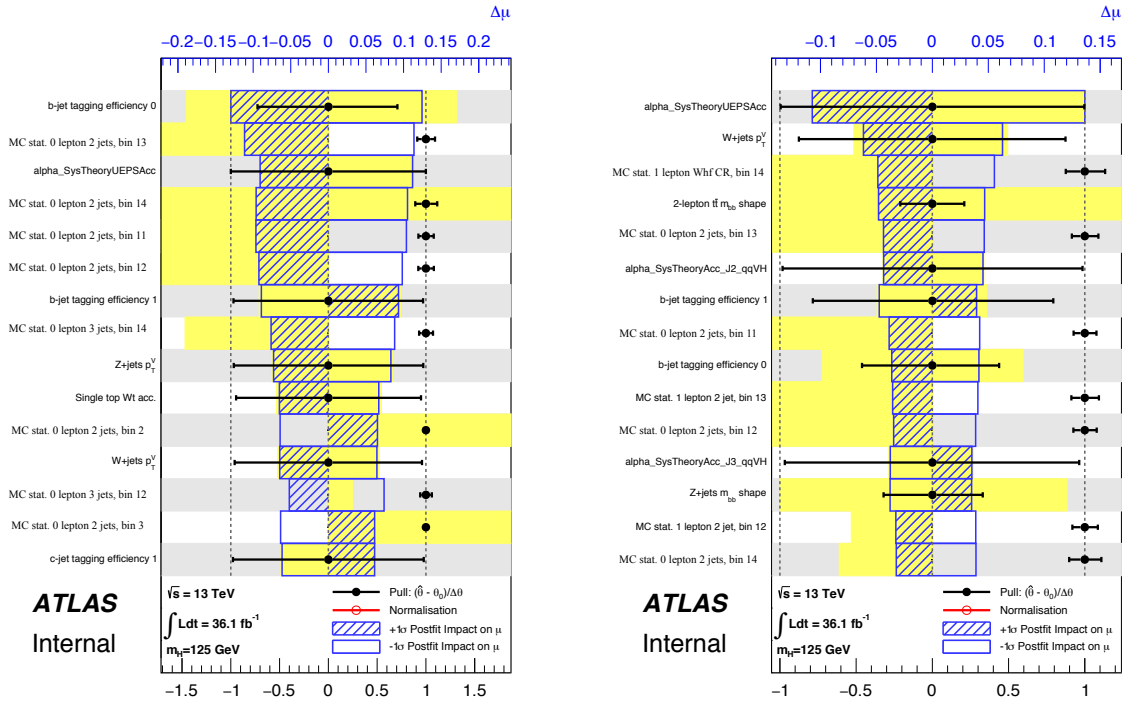 Δμ
−0.2 −0.15 −0.1 −0.05 0 0.05 0.1 0.15 0.2
b-jet tagging efficiency 0
MC stat. 0 lepton 2 jets, bin 13
alpha_SysTheoryUEPSAcc
MC stat. 0 lepton 2 jets, bin 14
MC stat. 0 lepton 2 jets, bin 11
MC stat. 0 lepton 2 jets, bin 12
b-jet tagging efficiency 1
MC stat. 0 lepton 3 jets, bin 14
Z+jets p_T^V
Single top Wt acc.
MC stat. 0 lepton 2 jets, bin 2
W+jets p_T^V
MC stat. 0 lepton 3 jets, bin 12
MC stat. 0 lepton 2 jets, bin 3
c-jet tagging efficiency 1
ATLAS
Internal
√s = 13 TeV
∫ Ldt = 36.1 fb⁻¹
m_H=125 GeV
Pull: (θ̂ - θ₀)/Δθ
Normalisation
+1σ Postfit Impact on μ
-1σ Postfit Impact on μ
−1.5 −1 −0.5 0 0.5 1 1.5
Δμ
−0.1 −0.05 0 0.05 0.1 0.15
alpha_SysTheoryUEPSAcc
W+jets p_T^V
MC stat. 1 lepton Whf CR, bin 14
2-lepton tt̄ m_bb shape
MC stat. 0 lepton 2 jets, bin 13
alpha_SysTheoryAcc_J2_qqVH
b-jet tagging efficiency 1
MC stat. 0 lepton 2 jets, bin 11
b-jet tagging efficiency 0
MC stat. 1 lepton 2 jet, bin 13
MC stat. 0 lepton 2 jets, bin 12
alpha_SysTheoryAcc_J3_qqVH
Z+jets m_bb shape
MC stat. 1 lepton 2 jet, bin 12
MC stat. 0 lepton 2 jets, bin 14
ATLAS
Internal
√s = 13 TeV
∫ Ldt = 36.1 fb⁻¹
m_H=125 GeV
Pull: (θ̂ - θ₀)/Δθ
Normalisation
+1σ Postfit Impact on μ
-1σ Postfit Impact on μ
−1 −0.5 0 0.5 1